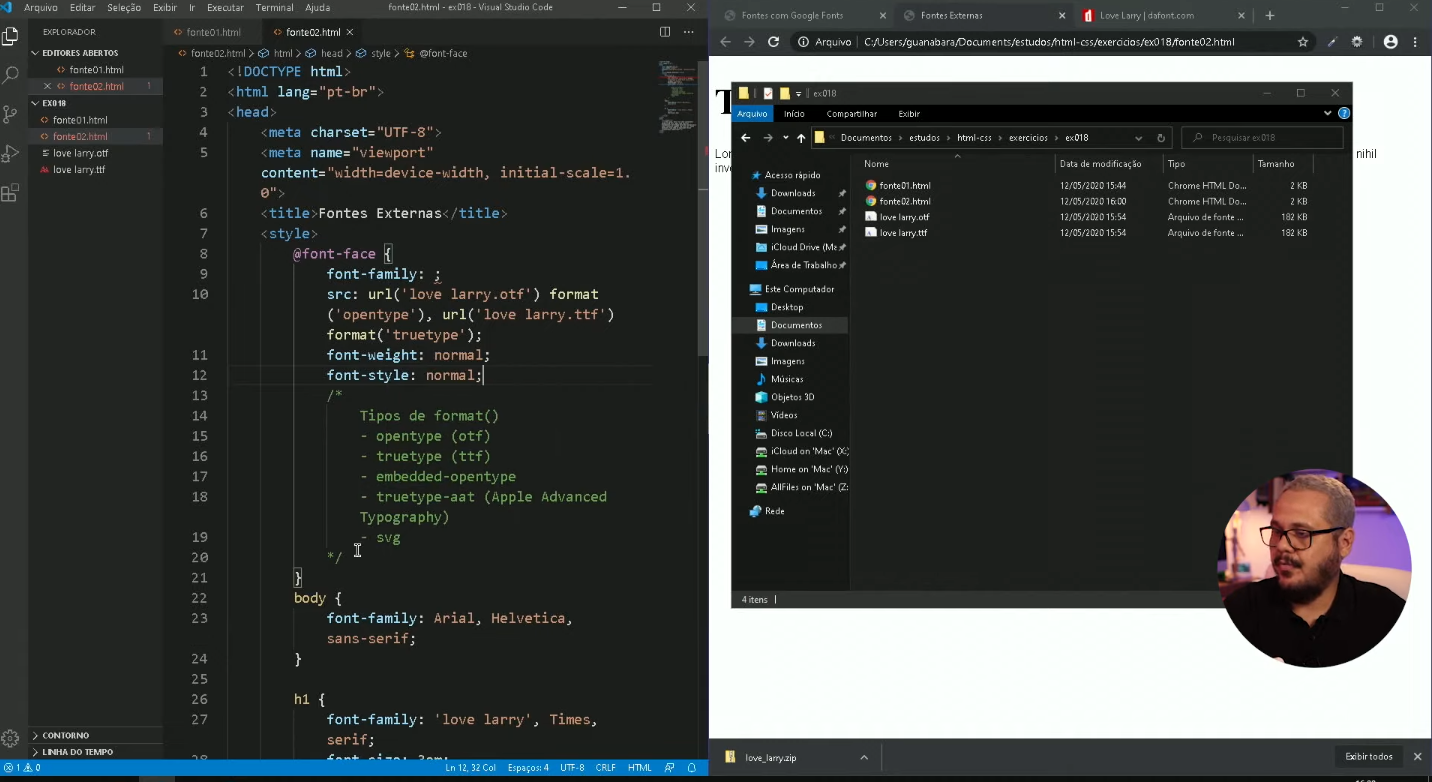 Arquivo Editar Seleção Exibir Ir Executar Terminal Ajuda fonte02.html - ex018 - Visual Studio Code
EXPLORADOR
EDITORES ABERTOS
fonte01.html
fonte02.html 1
EX018
fonte01.html
fonte02.html 1
love larry.otf
love larry.ttf
CONTORNO
LINHA DO TEMPO
fonte01.html fonte02.html
fonte02.html > html > head > style > @font-face
1 <!DOCTYPE html>
2 <html lang="pt-br">
3 <head>
4 <meta charset="UTF-8">
5 <meta name="viewport"
content="width=device-width, initial-scale=1.
0">
6 <title>Fontes Externas</title>
7 <style>
8 @font-face {
9 font-family: ;
10 src: url('love larry.otf') format
('opentype'), url('love larry.ttf')
format('truetype');
11 font-weight: normal;
12 font-style: normal;
13 /*
14 Tipos de format()
15 - opentype (otf)
16 - truetype (ttf)
17 - embedded-opentype
18 - truetype-aat (Apple Advanced
Typography)
19 - svg
20 */
21 }
22 body {
23 font-family: Arial, Helvetica,
sans-serif;
24 }
25
26 h1 {
27 font-family: 'love larry', Times,
serif;
1 0 Ln 12, 32 Col Espaços: 4 UTF-8 CRLF HTML
Fontes com Google Fonts Fontes Externas Love Larry | dafont.com
Arquivo C:/Users/guanabara/Documents/estudos/html-css/exercicios/ex018/fonte02.html
nihil
ex018
Arquivo Início Compartilhar Exibir
Documentos > estudos > html-css > exercicios > ex018 Pesquisar ex018
Nome Data de modificação Tipo Tamanho
fonte01.html 12/05/2020 15:44 Chrome HTML Do... 2 KB
fonte02.html 12/05/2020 16:00 Chrome HTML Do... 2 KB
love larry.otf 12/05/2020 15:54 Arquivo de fonte ... 182 KB
love larry.ttf 12/05/2020 15:54 Arquivo de fonte ... 182 KB
Acesso rápido
Downloads
Documentos
Imagens
iCloud Drive (Ma
Área de Trabalho
Este Computador
Desktop
Documentos
Downloads
Imagens
Músicas
Objetos 3D
Vídeos
Disco Local (C:)
iCloud on 'Mac' (X:)
Home on 'Mac' (Y:)
AllFiles on 'Mac' (Z:
Rede
4 itens
love_larry.zip
Exibir todos